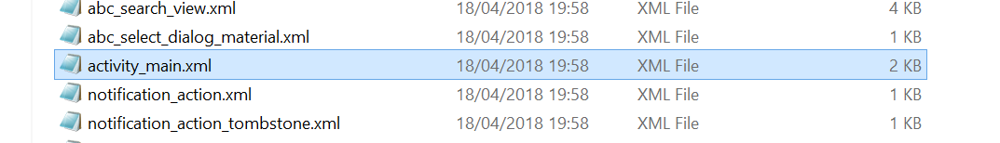 abc_search_view.xml 18/04/2018 19:58 XML File 4 KB
abc_select_dialog_material.xml 18/04/2018 19:58 XML File 1 KB
activity_main.xml 18/04/2018 19:58 XML File 2 KB
notification_action.xml 18/04/2018 19:58 XML File 1 KB
notification_action_tombstone.xml 18/04/2018 19:58 XML File 1 KB